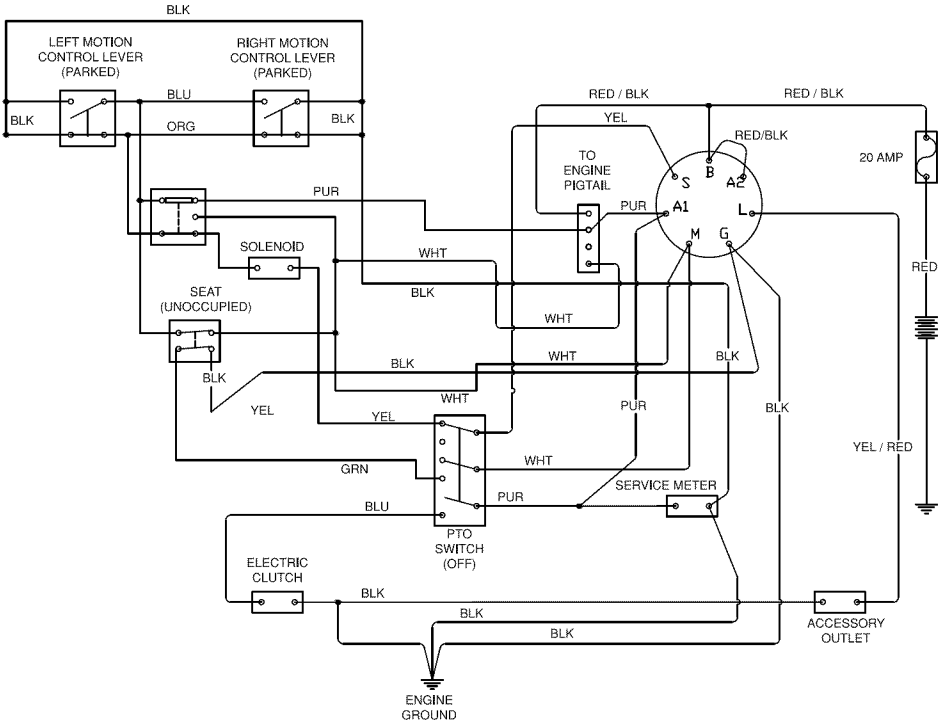 BLK
LEFT MOTION
CONTROL LEVER
(PARKED)
RIGHT MOTION
CONTROL LEVER
(PARKED)
BLU
BLK
ORG
BLK
RED / BLK
RED / BLK
YEL
RED/BLK
TO
ENGINE
PIGTAIL
20 AMP
B
S
A2
PUR
PUR
A1
L
M
G
SOLENOID
WHT
RED
BLK
SEAT
(UNOCCUPIED)
WHT
WHT
BLK
BLK
BLK
WHT
YEL
YEL
PUR
BLK
WHT
YEL / RED
GRN
SERVICE METER
PUR
BLU
PTO
SWITCH
(OFF)
ELECTRIC
CLUTCH
BLK
BLK
BLK
ACCESSORY
OUTLET
ENGINE
GROUND